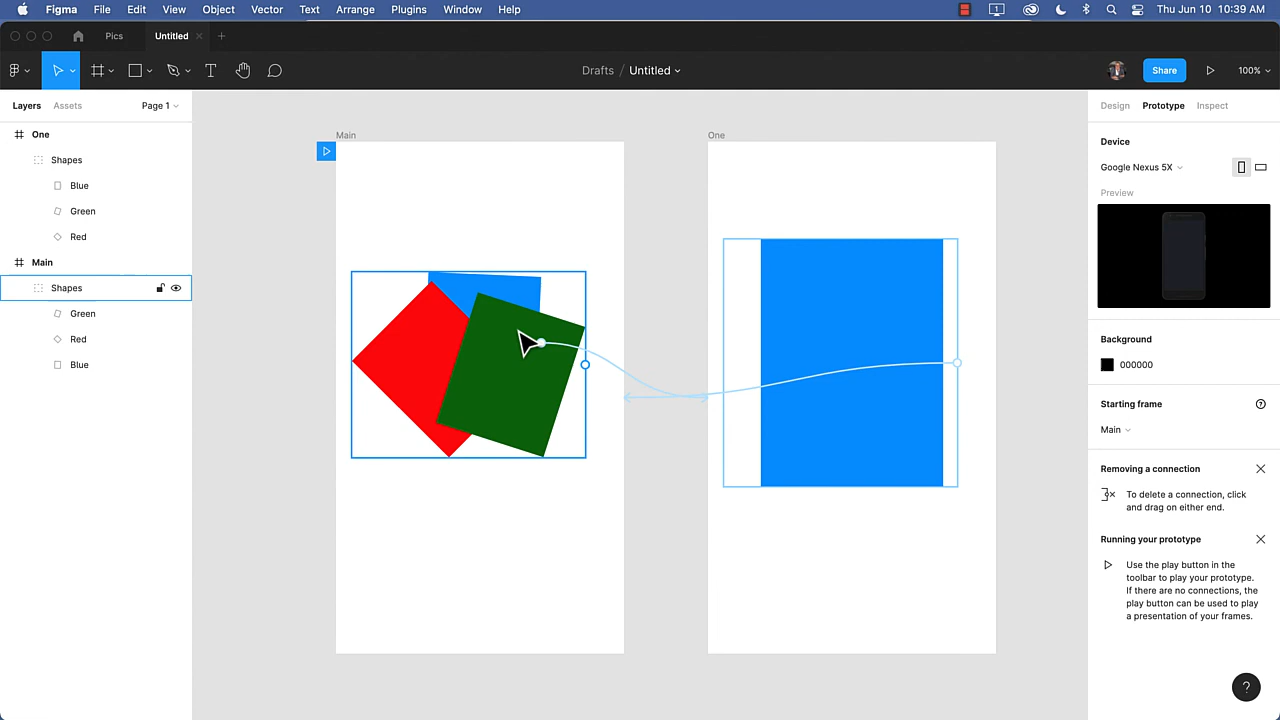 Figma File Edit View Object Vector Text Arrange Plugins Window Help Thu Jun 10 10:39 AM
Pics Untitled
Drafts / Untitled Share 100%
Layers Assets Page 1
One
Shapes
Blue
Green
Red
Main
Shapes
Green
Red
Blue
Main
One
Design Prototype Inspect
Device
Google Nexus 5X
Preview
Background
000000
Starting frame
Main
Removing a connection
To delete a connection, click
and drag on either end.
Running your prototype
Use the play button in the
toolbar to play your prototype.
If there are no connections, the
play button can be used to play
a presentation of your frames.
?